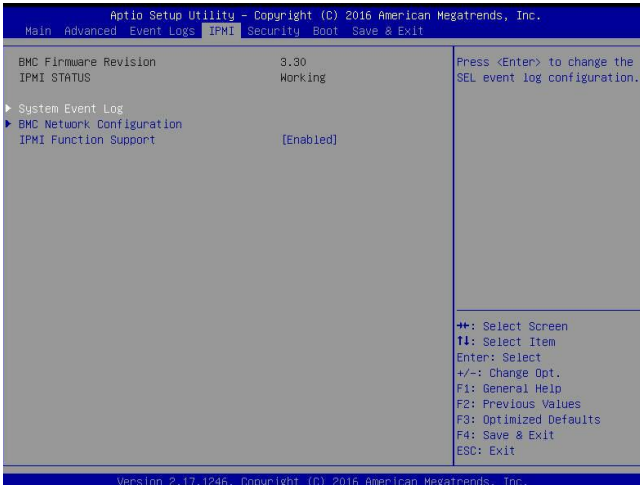 Aptio Setup Utility – Copyright (C) 2016 American Megatrends, Inc.
Main Advanced Event Logs IPMI Security Boot Save & Exit
BMC Firmware Revision 3.30
IPMI STATUS Working
System Event Log
BMC Network Configuration
IPMI Function Support [Enabled]
Press <Enter> to change the
SEL event log configuration.
→←: Select Screen
↑↓: Select Item
Enter: Select
+/-: Change Opt.
F1: General Help
F2: Previous Values
F3: Optimized Defaults
F4: Save & Exit
ESC: Exit
Version 2.17.1246. Copyright (C) 2016 American Megatrends, Inc.